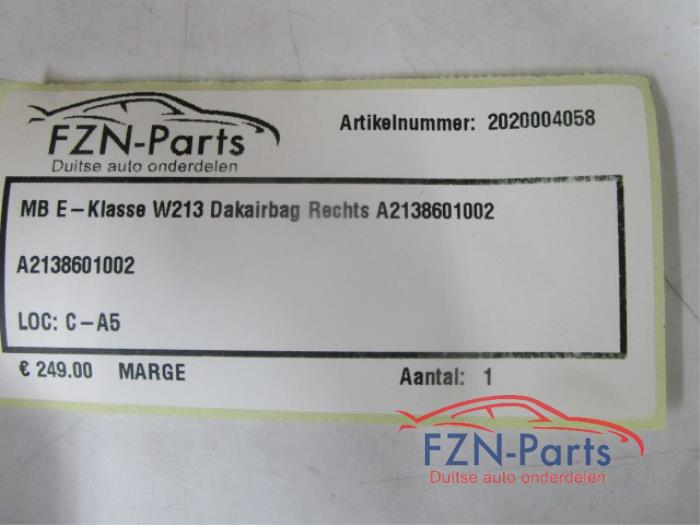 FZN-Parts
Duitse auto onderdelen
Artikelnummer: 2020004058
MB E-Klasse W213 Dakairbag Rechts A2138601002
A2138601002
LOC: C-A5
€ 249.00 MARGE Aantal: 1
FZN-Parts
Duitse auto onderdelen